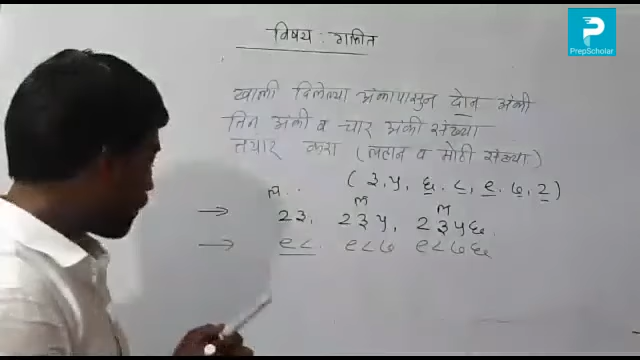 PrepScholar
विषय : गणीत
खाली दिलेल्या अंकापासुन दोन अंकी
तिन अंकी व चार अंकी संख्या
तयार करा (लहान व मोठी संख्या)
(३, ५, ६, ८, ९, ७, २)
→ २३, २३५, २३५६
→ ९८ ९८७ ९८७६